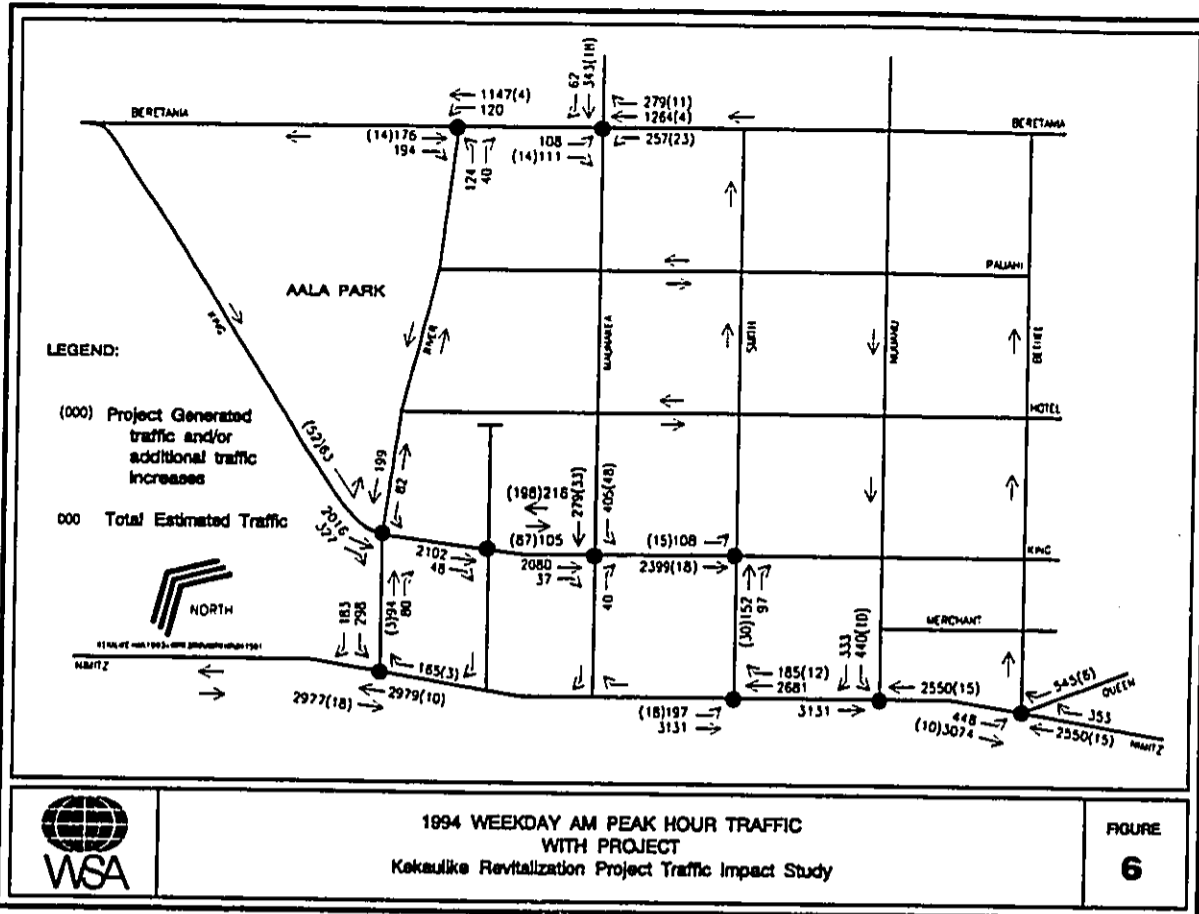 1147(4)
120
62
343(18)
279(11)
1264(4)
257(23)
BERETANIA
BERETANIA
(14)176
194
124
40
108
(14)111
PAUAHI
AALA PARK
KING
RIVER
MAUNAKEA
SMITH
NUUANU
BETHEL
LEGEND:
(000) Project Generated
traffic and/or
additional traffic
increases
000 Total Estimated Traffic
HOTEL
(52)63
199
82
(198)218
279(33)
405(48)
2016
327
2102
48
(87)105
2080
37
40
(15)108
2399(18)
KING
NORTH
183
298
(3)94
80
(30)152
97
MERCHANT
333
440(10)
NIMITZ
165(3)
2977(18)
2979(10)
185(12)
2681
(18)197
3131
3131
2550(15)
545(6)
QUEEN
353
448
(10)3074
2550(15)
NIMITZ
WSA
1994 WEEKDAY AM PEAK HOUR TRAFFIC
WITH PROJECT
Kekaulike Revitalization Project Traffic Impact Study
FIGURE
6